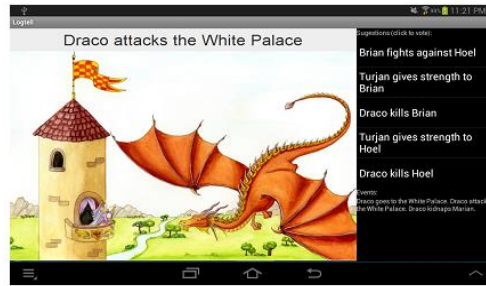 11:21 PM
Logtell
Draco attacks the White Palace
Sugestions (click to vote):
Brian fights against Hoel
Turjan gives strength to
Brian
Draco kills Brian
Turjan gives strength to
Hoel
Draco kills Hoel
Events:
Draco goes to the White Palace. Draco attack
the White Palace. Draco kidnaps Marian.